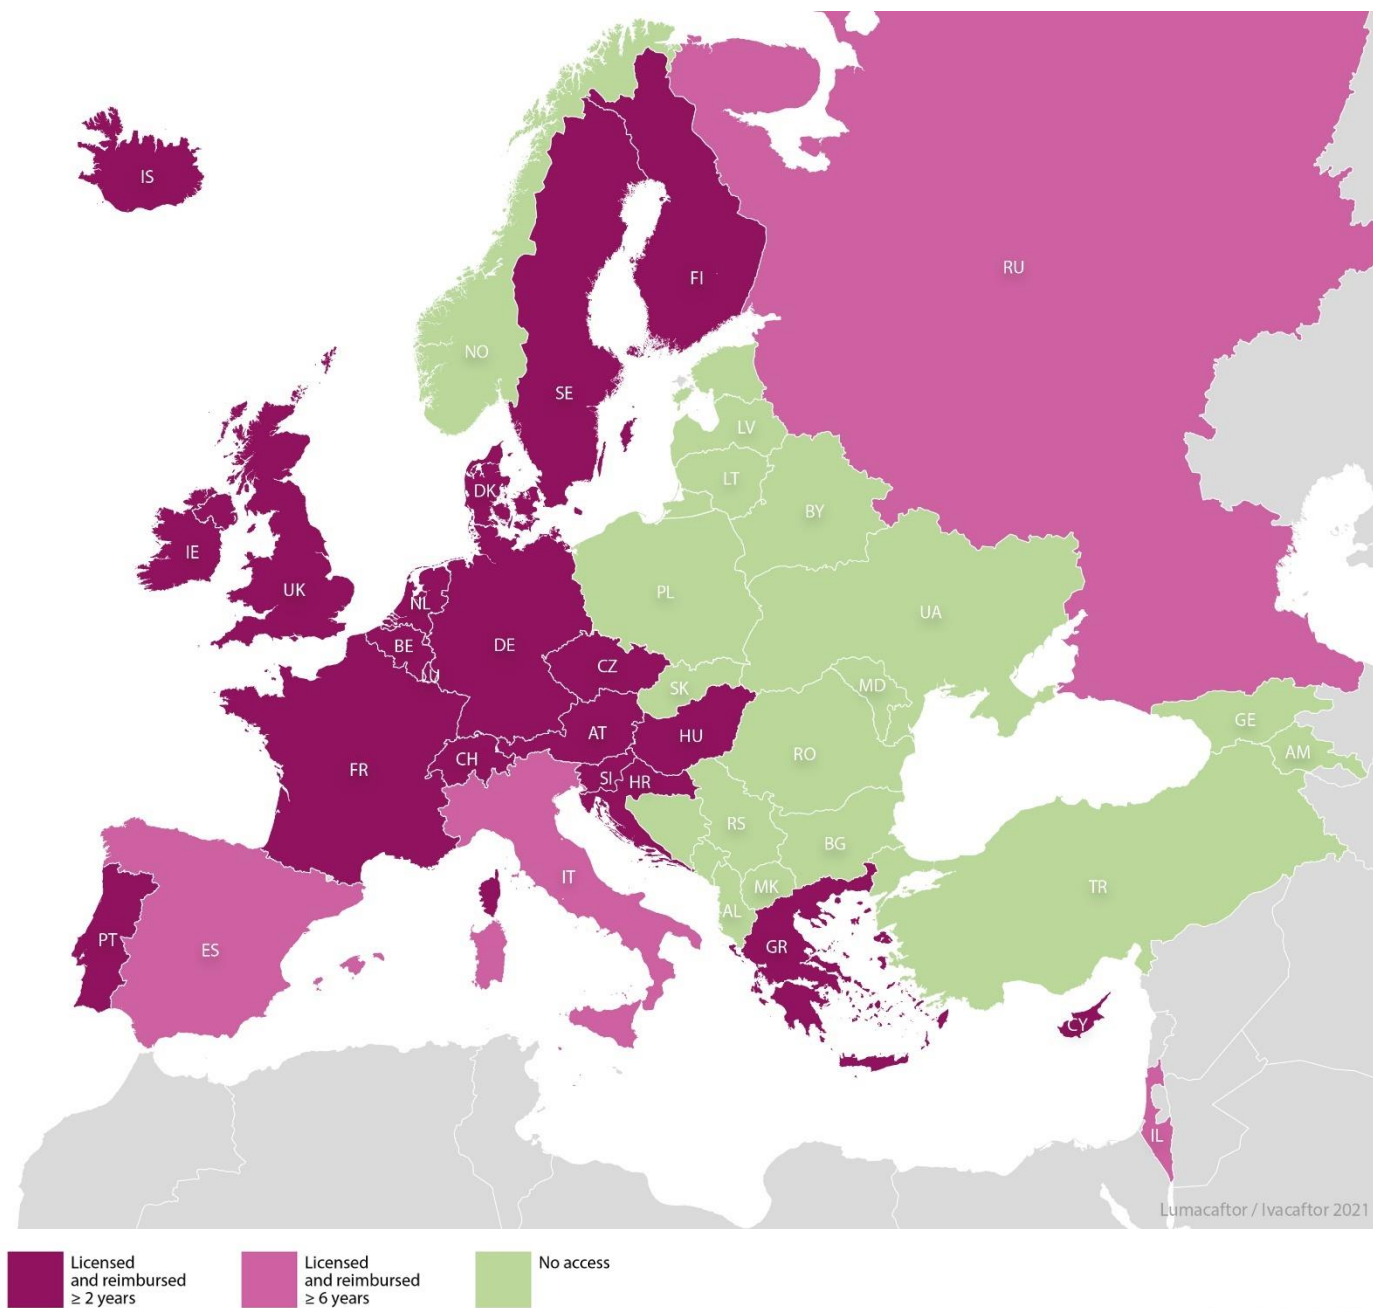 IS
RU
FI
NO
SE
LV
LT
DK
BY
IE
UK
NL
PL
UA
BE
DE
CZ
LU
SK
MD
AT
HU
GE
CH
FR
RO
AM
SI
HR
RS
BG
IT
MK
TR
AL
PT
ES
GR
CY
IL
Lumacaftor / Ivacaftor 2021
Licensed
and reimbursed
≥ 2 years
Licensed
and reimbursed
≥ 6 years
No access